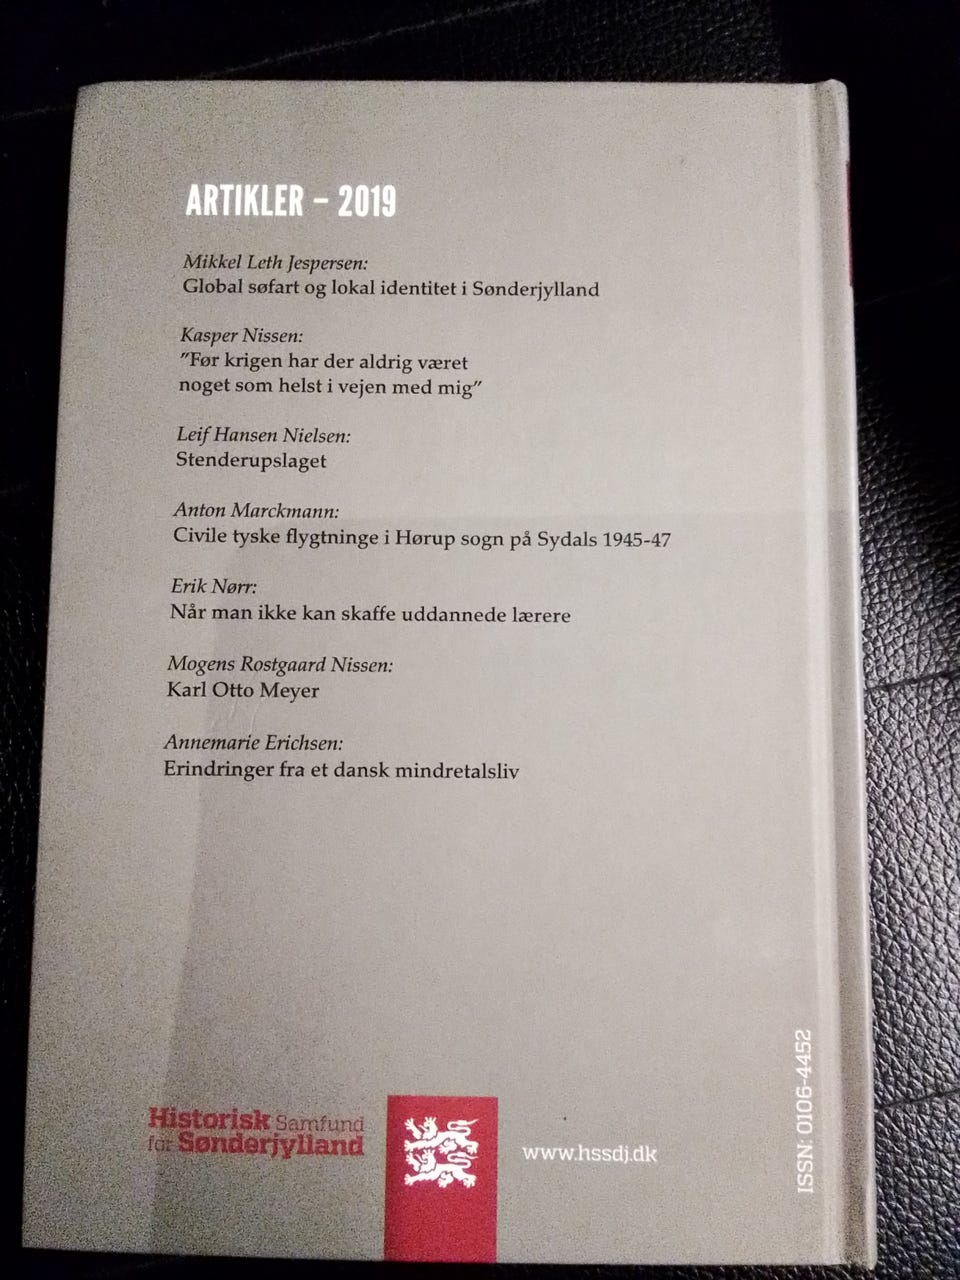 ARTIKLER – 2019
Mikkel Leth Jespersen:
Global søfart og lokal identitet i Sønderjylland
Kasper Nissen:
”Før krigen har der aldrig været
noget som helst i vejen med mig”
Leif Hansen Nielsen:
Stenderupslaget
Anton Marckmann:
Civile tyske flygtninge i Hørup sogn på Sydals 1945-47
Erik Nørr:
Når man ikke kan skaffe uddannede lærere
Mogens Rostgaard Nissen:
Karl Otto Meyer
Annemarie Erichsen:
Erindringer fra et dansk mindretalsliv
Historisk Samfund
for Sønderjylland
www.hssdj.dk
ISSN: 0106-4452